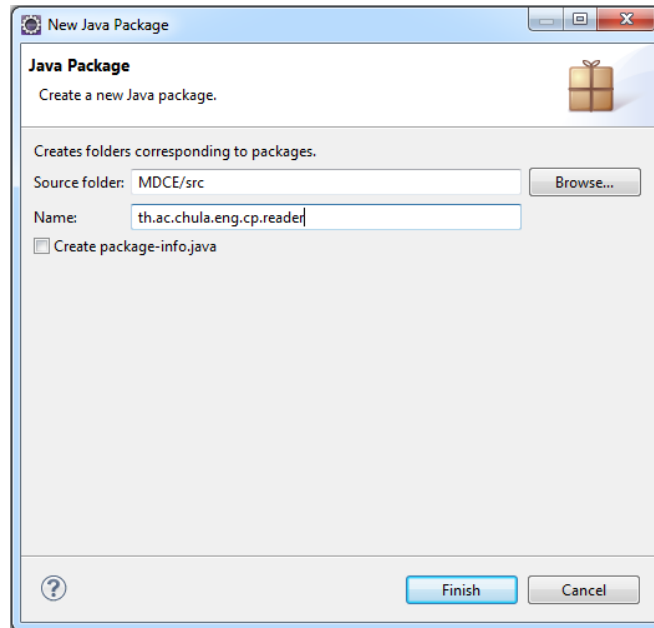 New Java Package
Java Package
Create a new Java package.
Creates folders corresponding to packages.
Source folder: MDCE/src Browse...
Name: th.ac.chula.eng.cp.reader
Create package-info.java
? Finish Cancel